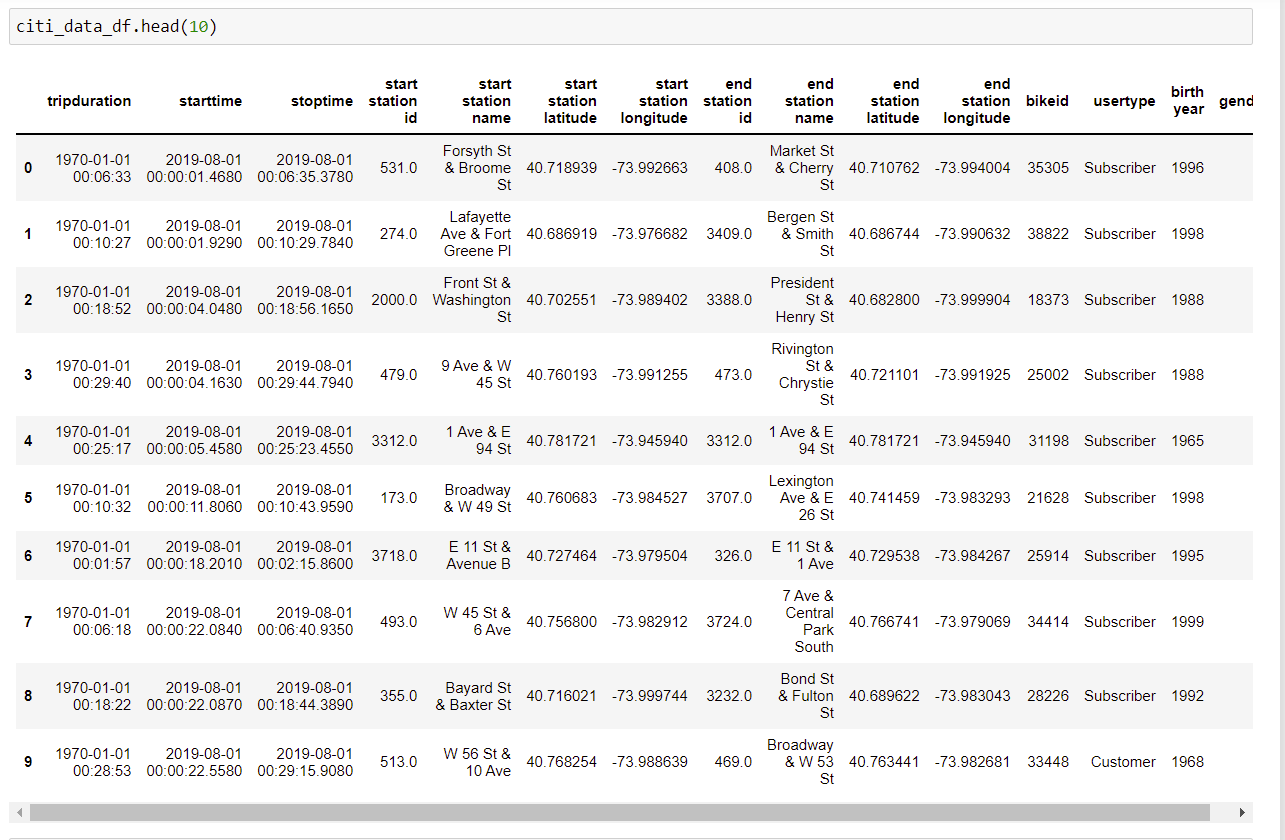 citi_data_df.head(10)
tripduration starttime stoptime start station id start station name start station latitude start station longitude end station id end station name end station latitude end station longitude bikeid usertype birth year gend
0 1970-01-01 00:06:33 2019-08-01 00:00:01.4680 2019-08-01 00:06:35.3780 531.0 Forsyth St & Broome St 40.718939 -73.992663 408.0 Market St & Cherry St 40.710762 -73.994004 35305 Subscriber 1996
1 1970-01-01 00:10:27 2019-08-01 00:00:01.9290 2019-08-01 00:10:29.7840 274.0 Lafayette Ave & Fort Greene Pl 40.686919 -73.976682 3409.0 Bergen St & Smith St 40.686744 -73.990632 38822 Subscriber 1998
2 1970-01-01 00:18:52 2019-08-01 00:00:04.0480 2019-08-01 00:18:56.1650 2000.0 Front St & Washington St 40.702551 -73.989402 3388.0 President St & Henry St 40.682800 -73.999904 18373 Subscriber 1988
3 1970-01-01 00:29:40 2019-08-01 00:00:04.1630 2019-08-01 00:29:44.7940 479.0 9 Ave & W 45 St 40.760193 -73.991255 473.0 Rivington St & Chrystie St 40.721101 -73.991925 25002 Subscriber 1988
4 1970-01-01 00:25:17 2019-08-01 00:00:05.4580 2019-08-01 00:25:23.4550 3312.0 1 Ave & E 94 St 40.781721 -73.945940 3312.0 1 Ave & E 94 St 40.781721 -73.945940 31198 Subscriber 1965
5 1970-01-01 00:10:32 2019-08-01 00:00:11.8060 2019-08-01 00:10:43.9590 173.0 Broadway & W 49 St 40.760683 -73.984527 3707.0 Lexington Ave & E 26 St 40.741459 -73.983293 21628 Subscriber 1998
6 1970-01-01 00:01:57 2019-08-01 00:00:18.2010 2019-08-01 00:02:15.8600 3718.0 E 11 St & Avenue B 40.727464 -73.979504 326.0 E 11 St & 1 Ave 40.729538 -73.984267 25914 Subscriber 1995
7 1970-01-01 00:06:18 2019-08-01 00:00:22.0840 2019-08-01 00:06:40.9350 493.0 W 45 St & 6 Ave 40.756800 -73.982912 3724.0 7 Ave & Central Park South 40.766741 -73.979069 34414 Subscriber 1999
8 1970-01-01 00:18:22 2019-08-01 00:00:22.0870 2019-08-01 00:18:44.3890 355.0 Bayard St & Baxter St 40.716021 -73.999744 3232.0 Bond St & Fulton St 40.689622 -73.983043 28226 Subscriber 1992
9 1970-01-01 00:28:53 2019-08-01 00:00:22.5580 2019-08-01 00:29:15.9080 513.0 W 56 St & 10 Ave 40.768254 -73.988639 469.0 Broadway & W 53 St 40.763441 -73.982681 33448 Customer 1968